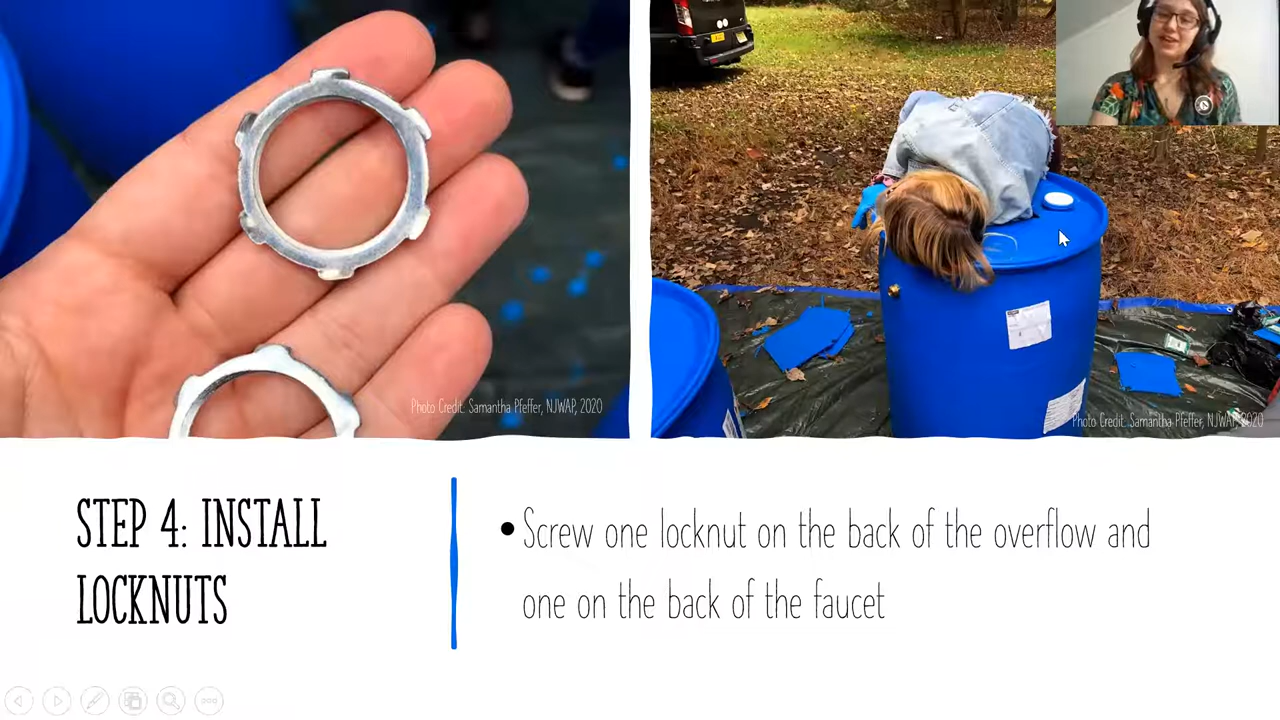 Photo Credit: Samantha Pfeffer, NJWAP, 2020
Photo Credit: Samantha Pfeffer, NJWAP, 2020
STEP 4: INSTALL
LOCKNUTS
• Screw one locknut on the back of the overflow and
one on the back of the faucet